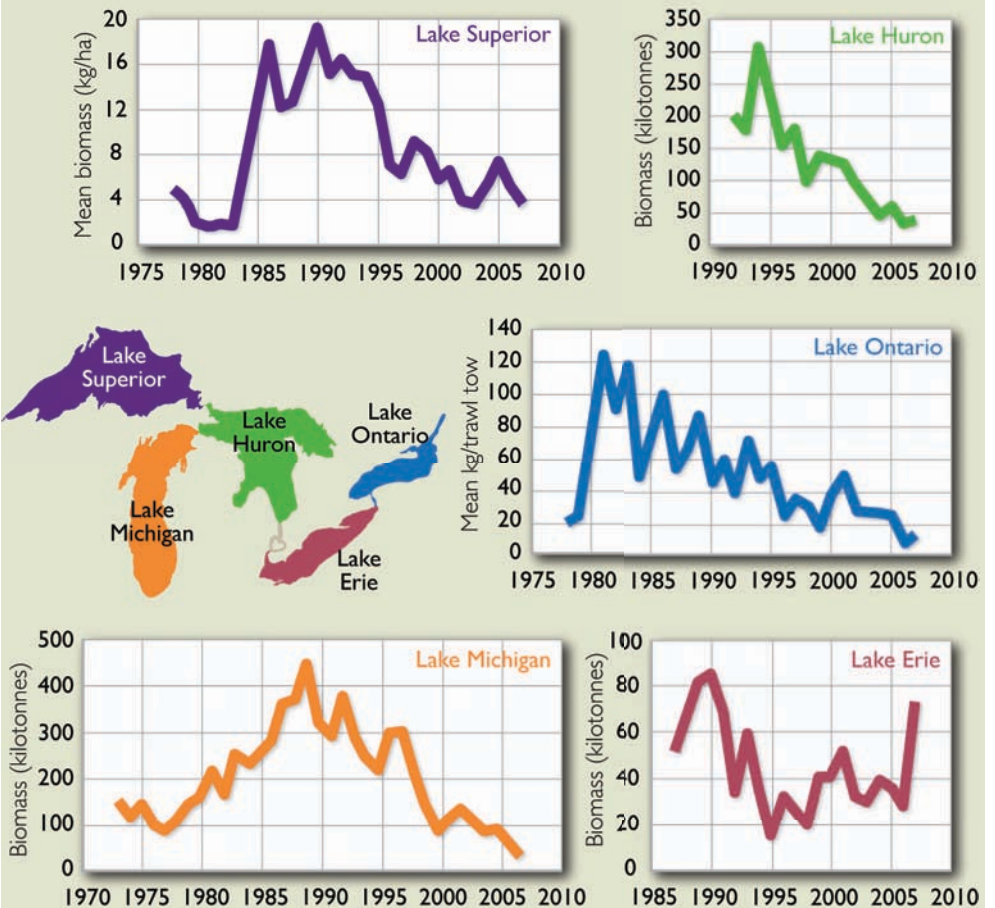 Lake Superior
Mean biomass (kg/ha)
20
16
12
8
4
0
1975 1980 1985 1990 1995 2000 2005 2010
Lake Huron
Biomass (kilotonnes)
350
300
250
200
150
100
50
0
1990 1995 2000 2005 2010
Lake
Superior
Lake
Huron
Lake
Ontario
Lake
Michigan
Lake
Erie
Lake Ontario
Mean kg/trawl tow
140
120
100
80
60
40
20
0
1975 1980 1985 1990 1995 2000 2005 2010
Lake Michigan
Biomass (kilotonnes)
500
400
300
200
100
0
1970 1975 1980 1985 1990 1995 2000 2005 2010
Lake Erie
Biomass (kilotonnes)
100
80
60
40
20
0
1985 1990 1995 2000 2005 2010